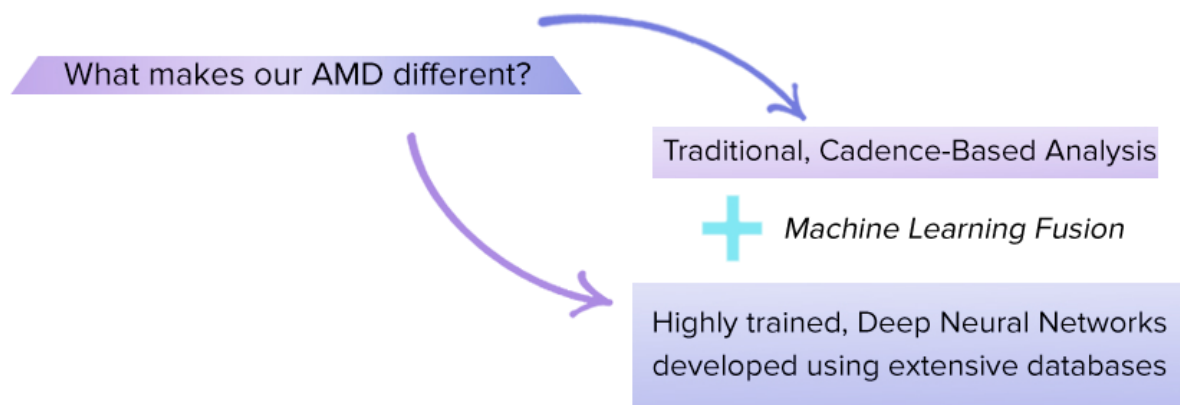 What makes our AMD different?
Traditional, Cadence-Based Analysis
Machine Learning Fusion
Highly trained, Deep Neural Networks
developed using extensive databases